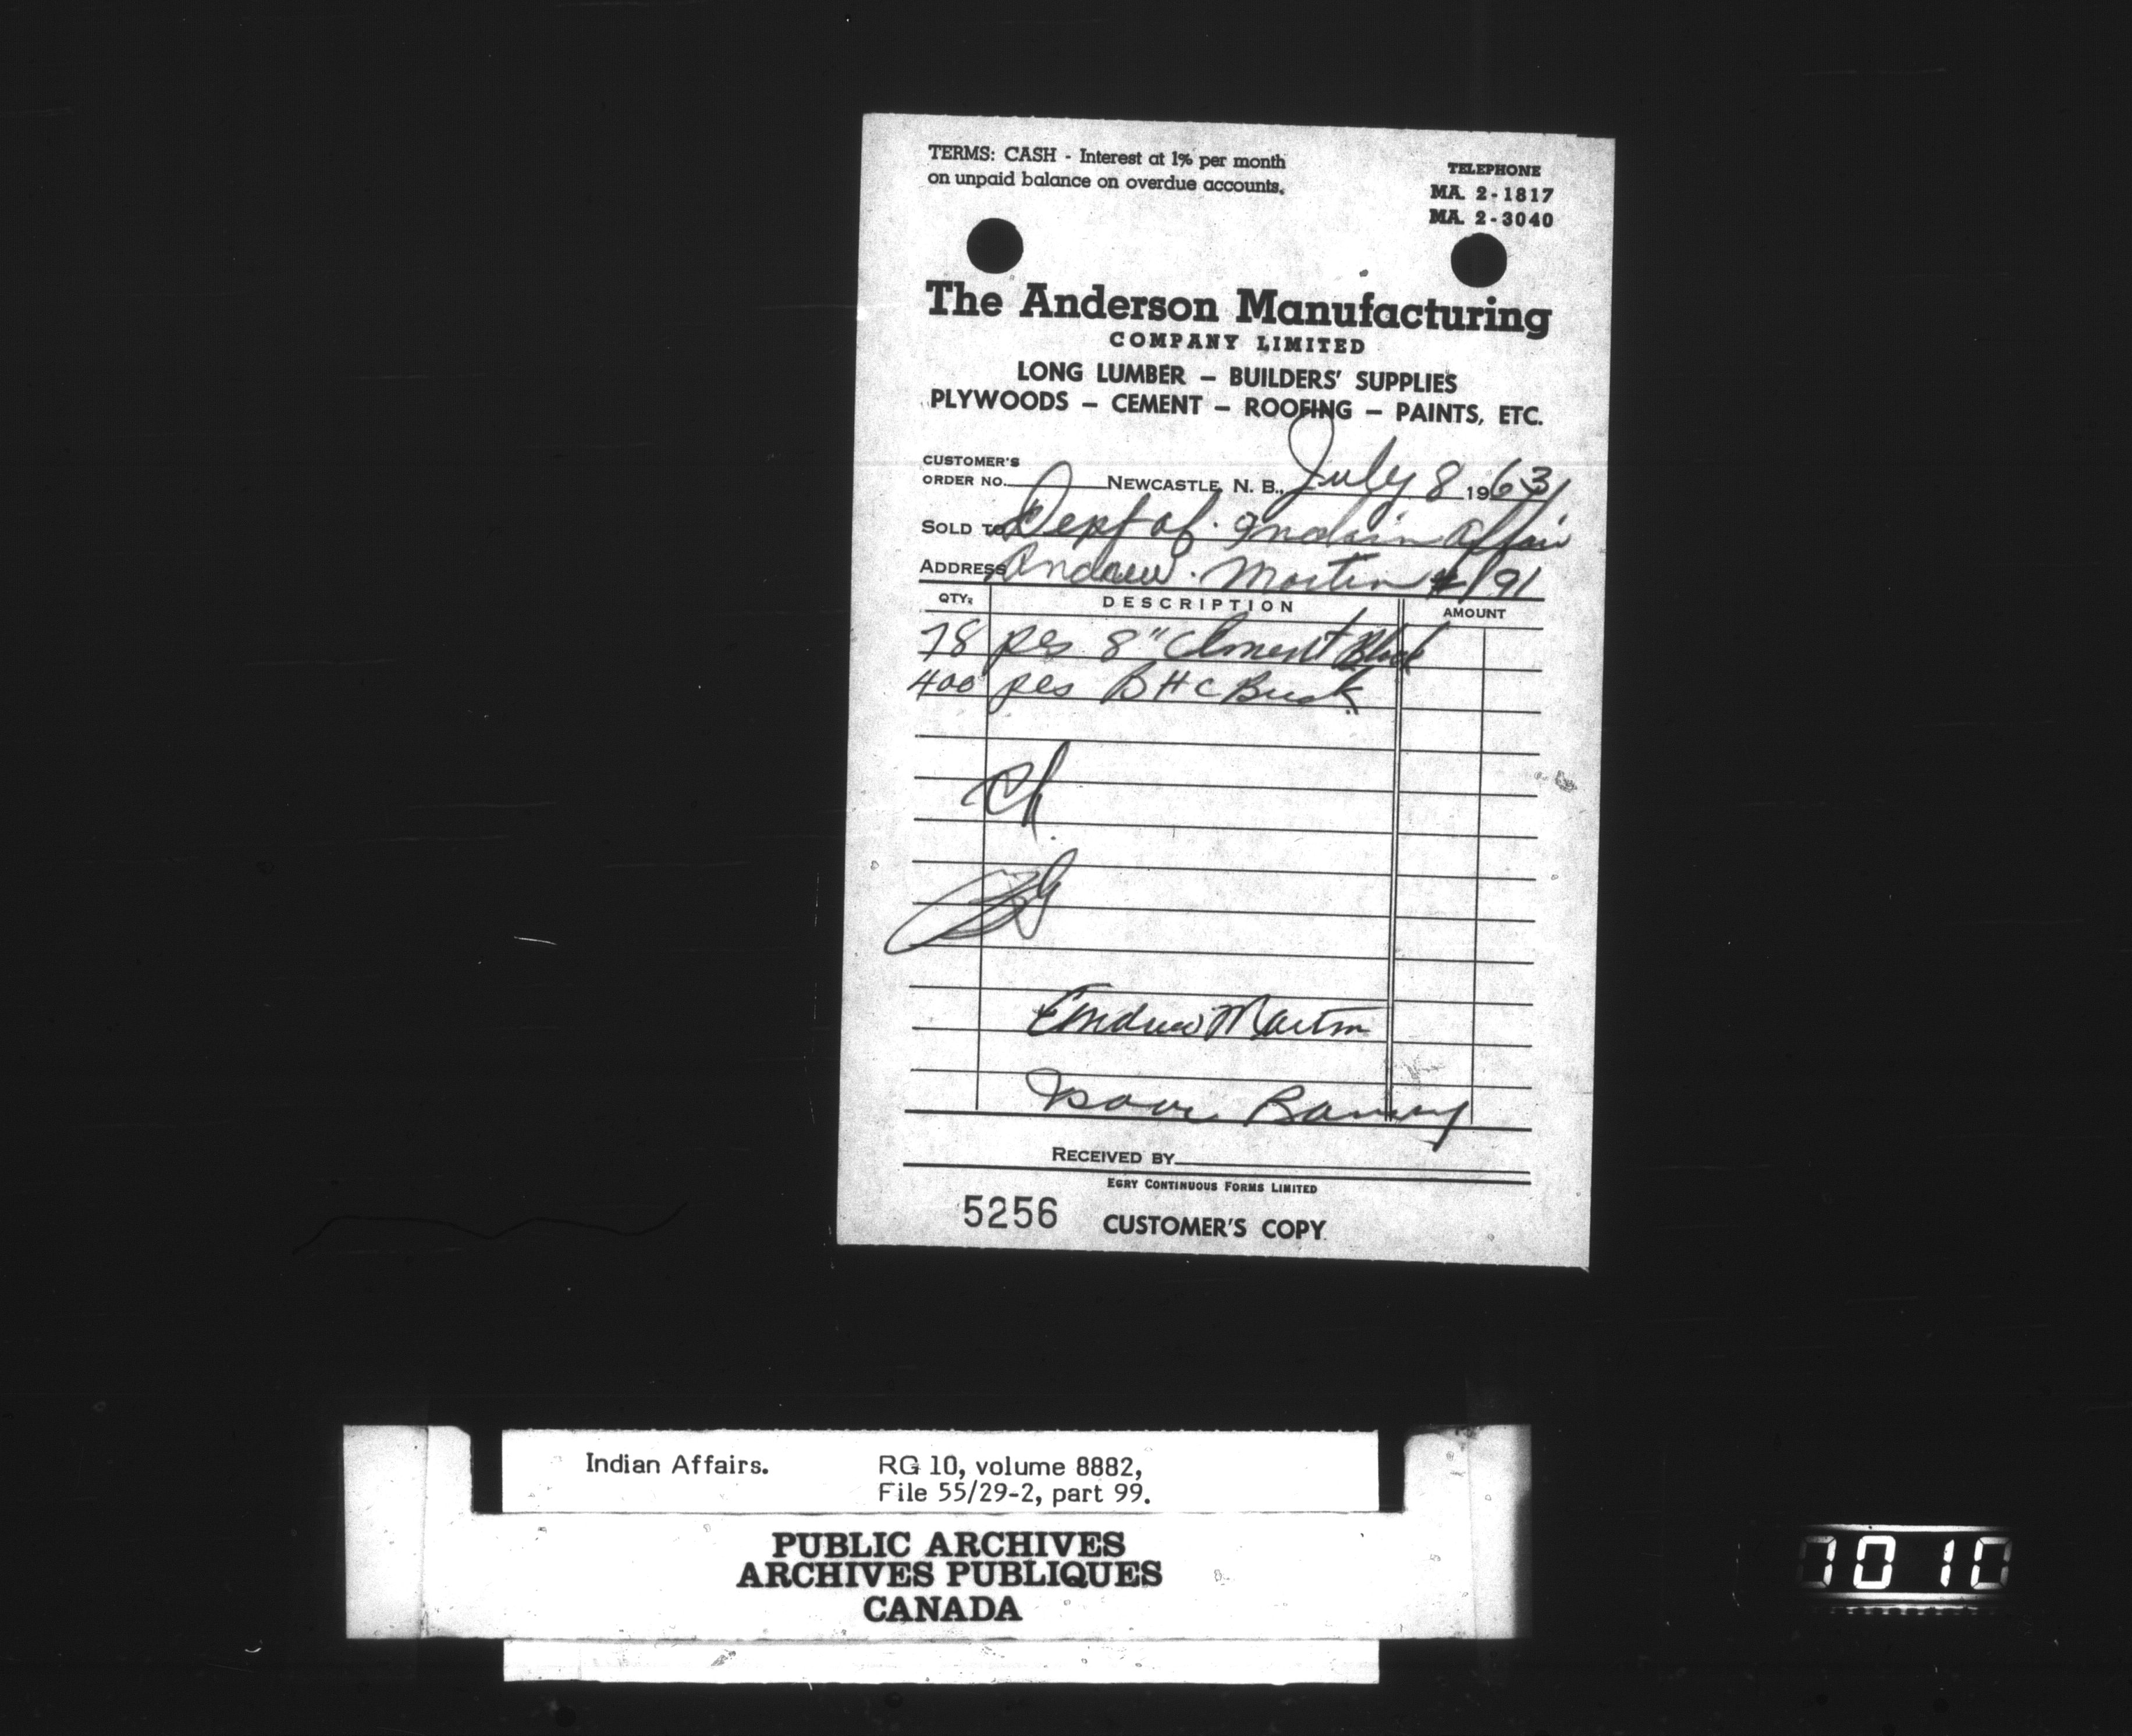 TERMS: CASH - Interest at 1% per month
on unpaid balance on overdue accounts.
TELEPHONE
MA. 2-1817
MA. 2-3040
The Anderson Manufacturing
COMPANY LIMITED
LONG LUMBER – BUILDERS' SUPPLIES
PLYWOODS – CEMENT – ROOFING – PAINTS, ETC.
CUSTOMER'S
ORDER NO. NEWCASTLE, N. B., July 8 1963
SOLD TO Dept of Indian Affair
ADDRESS Andrew Martin #191
QTY. DESCRIPTION AMOUNT
78 pcs 8" Cement Block
400 pcs B H C Brick
Andrew Martin
RECEIVED BY
EGRY CONTINUOUS FORMS LIMITED
5256 CUSTOMER'S COPY
Indian Affairs. RG 10, volume 8882,
File 55/29-2, part 99.
PUBLIC ARCHIVES
ARCHIVES PUBLIQUES
CANADA
1010